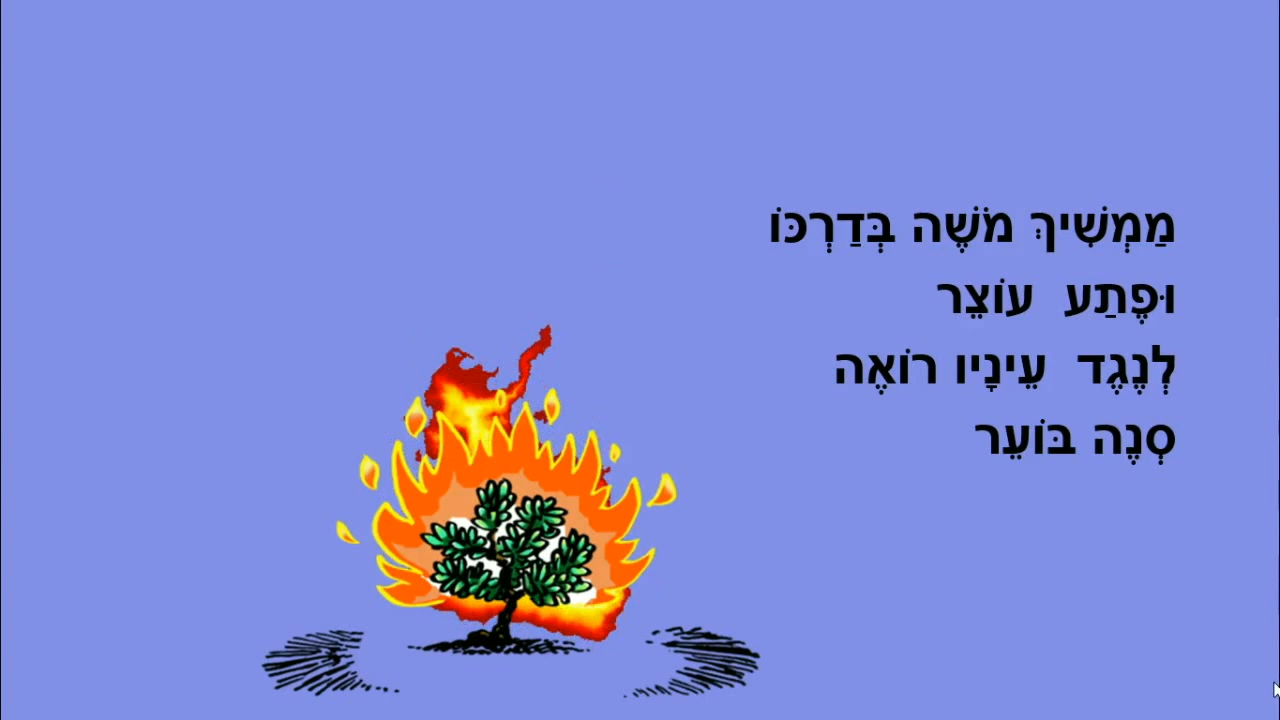 מַמְשִׁיךְ מֹשֶׁה בְּדַרְכּוֹ
וּפֶתַע עוֹצֵר
לְנֶגֶד עֵינָיו רוֹאֶה
סְנֶה בּוֹעֵר